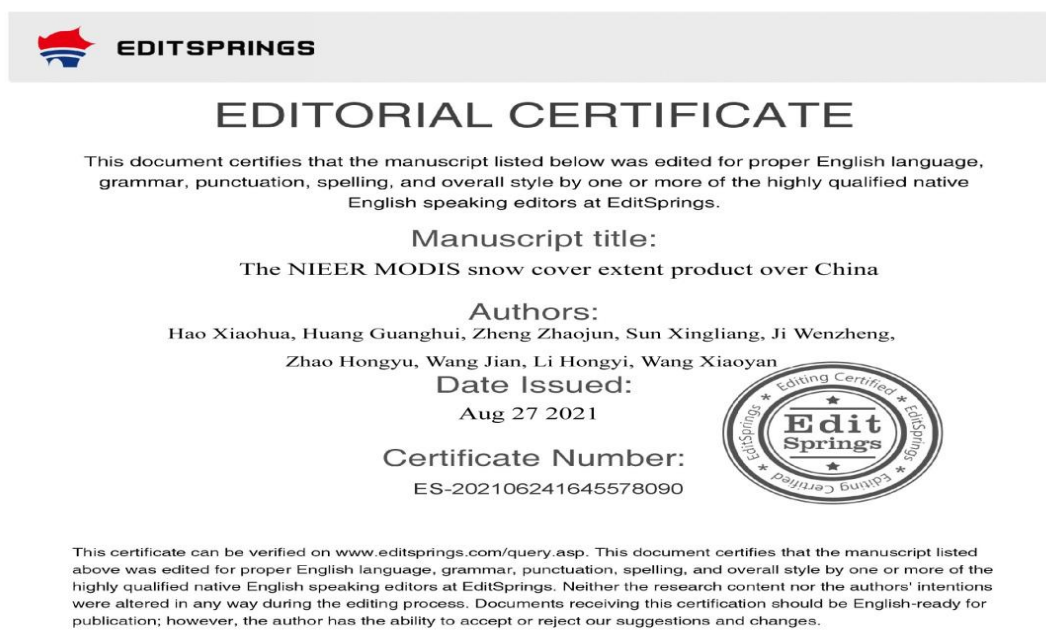 EDITSPRINGS
EDITORIAL CERTIFICATE
This document certifies that the manuscript listed below was edited for proper English language,
grammar, punctuation, spelling, and overall style by one or more of the highly qualified native
English speaking editors at EditSprings.
Manuscript title:
The NIEER MODIS snow cover extent product over China
Authors:
Hao Xiaohua, Huang Guanghui, Zheng Zhaojun, Sun Xingliang, Ji Wenzheng,
Zhao Hongyu, Wang Jian, Li Hongyi, Wang Xiaoyan
Date Issued:
Aug 27 2021
Certificate Number:
ES-202106241645578090
Editing Certified
EditSprings
Editing Certified
EditSprings
Edit
Springs
This certificate can be verified on www.editsprings.com/query.asp. This document certifies that the manuscript listed
above was edited for proper English language, grammar, punctuation, spelling, and overall style by one or more of the
highly qualified native English speaking editors at EditSprings. Neither the research content nor the authors' intentions
were altered in any way during the editing process. Documents receiving this certification should be English-ready for
publication; however, the author has the ability to accept or reject our suggestions and changes.